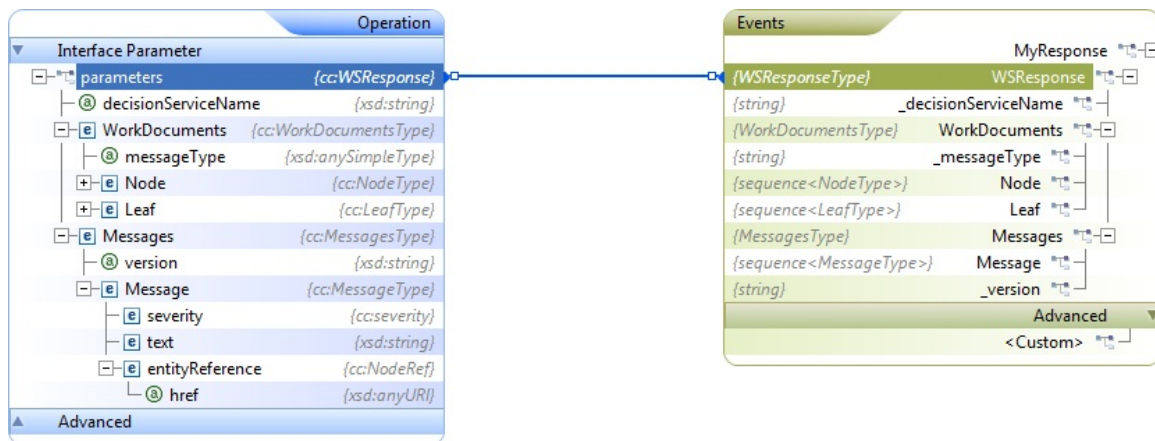 Operation
Interface Parameter
parameters {cc:WSResponse}
decisionServiceName {xsd:string}
WorkDocuments {cc:WorkDocumentsType}
messageType {xsd:anySimpleType}
Node {cc:NodeType}
Leaf {cc:LeafType}
Messages {cc:MessagesType}
version {xsd:string}
Message {cc:MessageType}
severity {cc:severity}
text {xsd:string}
entityReference {cc:NodeRef}
href {xsd:anyURI}
Advanced
Events
MyResponse
{WSResponseType} WSResponse
{string} _decisionServiceName
{WorkDocumentsType} WorkDocuments
{string} _messageType
{sequence<NodeType>} Node
{sequence<LeafType>} Leaf
{MessagesType} Messages
{sequence<MessageType>} Message
{string} _version
Advanced
<Custom>